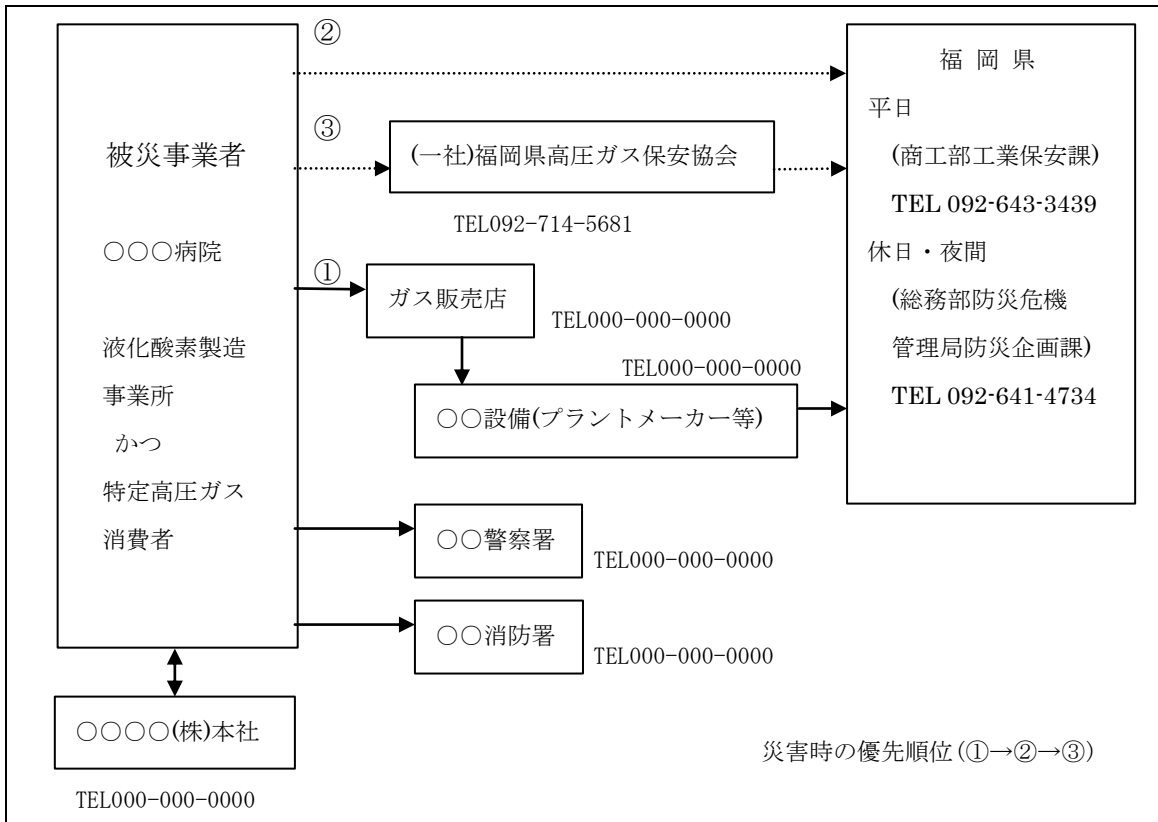 ②
③
①
被災事業者
○○○病院
液化酸素製造
事業所
かつ
特定高圧ガス
消費者
(一社)福岡県高圧ガス保安協会
TEL092-714-5681
ガス販売店
TEL000-000-0000
TEL000-000-0000
○○設備(プラントメーカー等)
○○警察署
TEL000-000-0000
○○消防署
TEL000-000-0000
○○○○(株)本社
TEL000-000-0000
福 岡 県
平日
(商工部工業保安課)
TEL 092-643-3439
休日・夜間
(総務部防災危機
管理局防災企画課)
TEL 092-641-4734
災害時の優先順位(①→②→③)